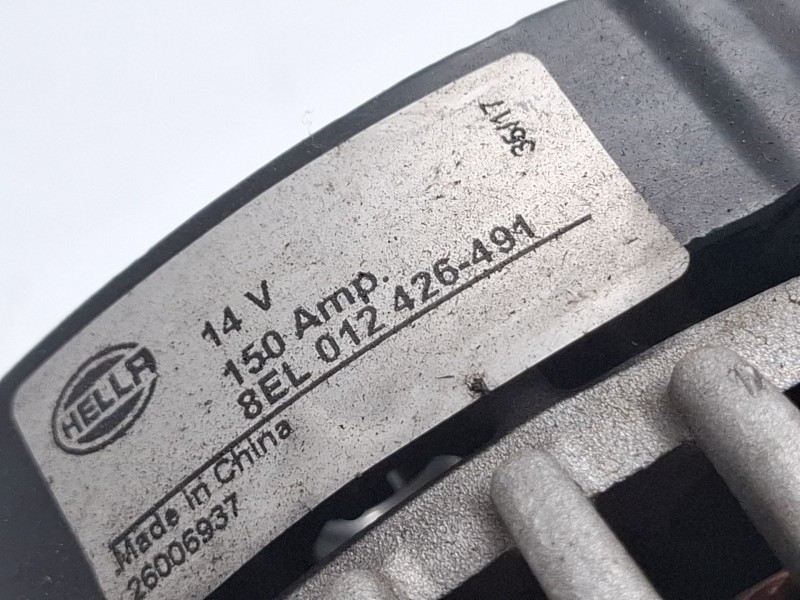 35/17
HELLA
14 V
150 Amp.
8EL 012 426-491
Made in China
26006937